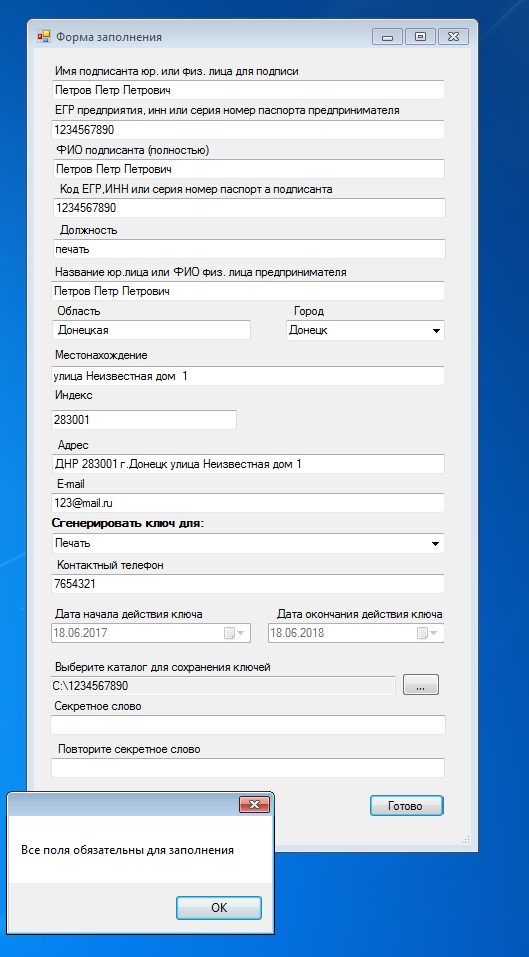 Форма заполнения
Имя подписанта юр. или физ. лица для подписи
Петров Петр Петрович
ЕГР предприятия, инн или серия номер паспорта предпринимателя
1234567890
ФИО подписанта (полностью)
Петров Петр Петрович
Код ЕГР,ИНН или серия номер паспорт а подписанта
1234567890
Должность
печать
Название юр.лица или ФИО физ. лица предпринимателя
Петров Петр Петрович
Область Город
Донецкая Донецк
Местонахождение
улица Неизвестная дом 1
Индекс
283001
Адрес
ДНР 283001 г.Донецк улица Неизвестная дом 1
E-mail
123@mail.ru
Сгенерировать ключ для:
Печать
Контактный телефон
7654321
Дата начала действия ключа Дата окончания действия ключа
18.06.2017 18.06.2018
Выберите каталог для сохранения ключей
C:\1234567890 ...
Секретное слово
Повторите секретное слово
Готово
Все поля обязательны для заполнения
OK